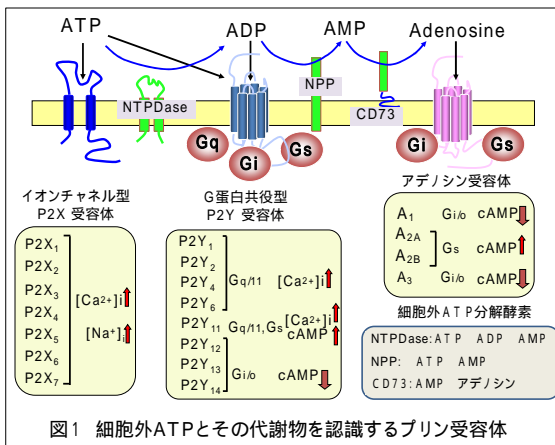 ATP ADP AMP Adenosine
NTPDase NPP CD73
Gq Gi Gs Gi Gs
イオンチャネル型
P2X 受容体
P2X1
P2X2
P2X3
P2X4
P2X5
P2X6
P2X7
[Ca2+]i
[Na+]i
G蛋白共役型
P2Y 受容体
P2Y1
P2Y2
P2Y4
P2Y6
Gq/11 [Ca2+]i
P2Y11 Gq/11,Gs [Ca2+]i
cAMP
P2Y12
P2Y13
P2Y14
Gi/o cAMP
アデノシン受容体
A1 Gi/o cAMP
A2A
A2B
Gs cAMP
A3 Gi/o cAMP
細胞外ATP分解酵素
NTPDase:ATP ADP AMP
NPP: ATP AMP
CD73:AMP アデノシン
図1 細胞外ATPとその代謝物を認識するプリン受容体